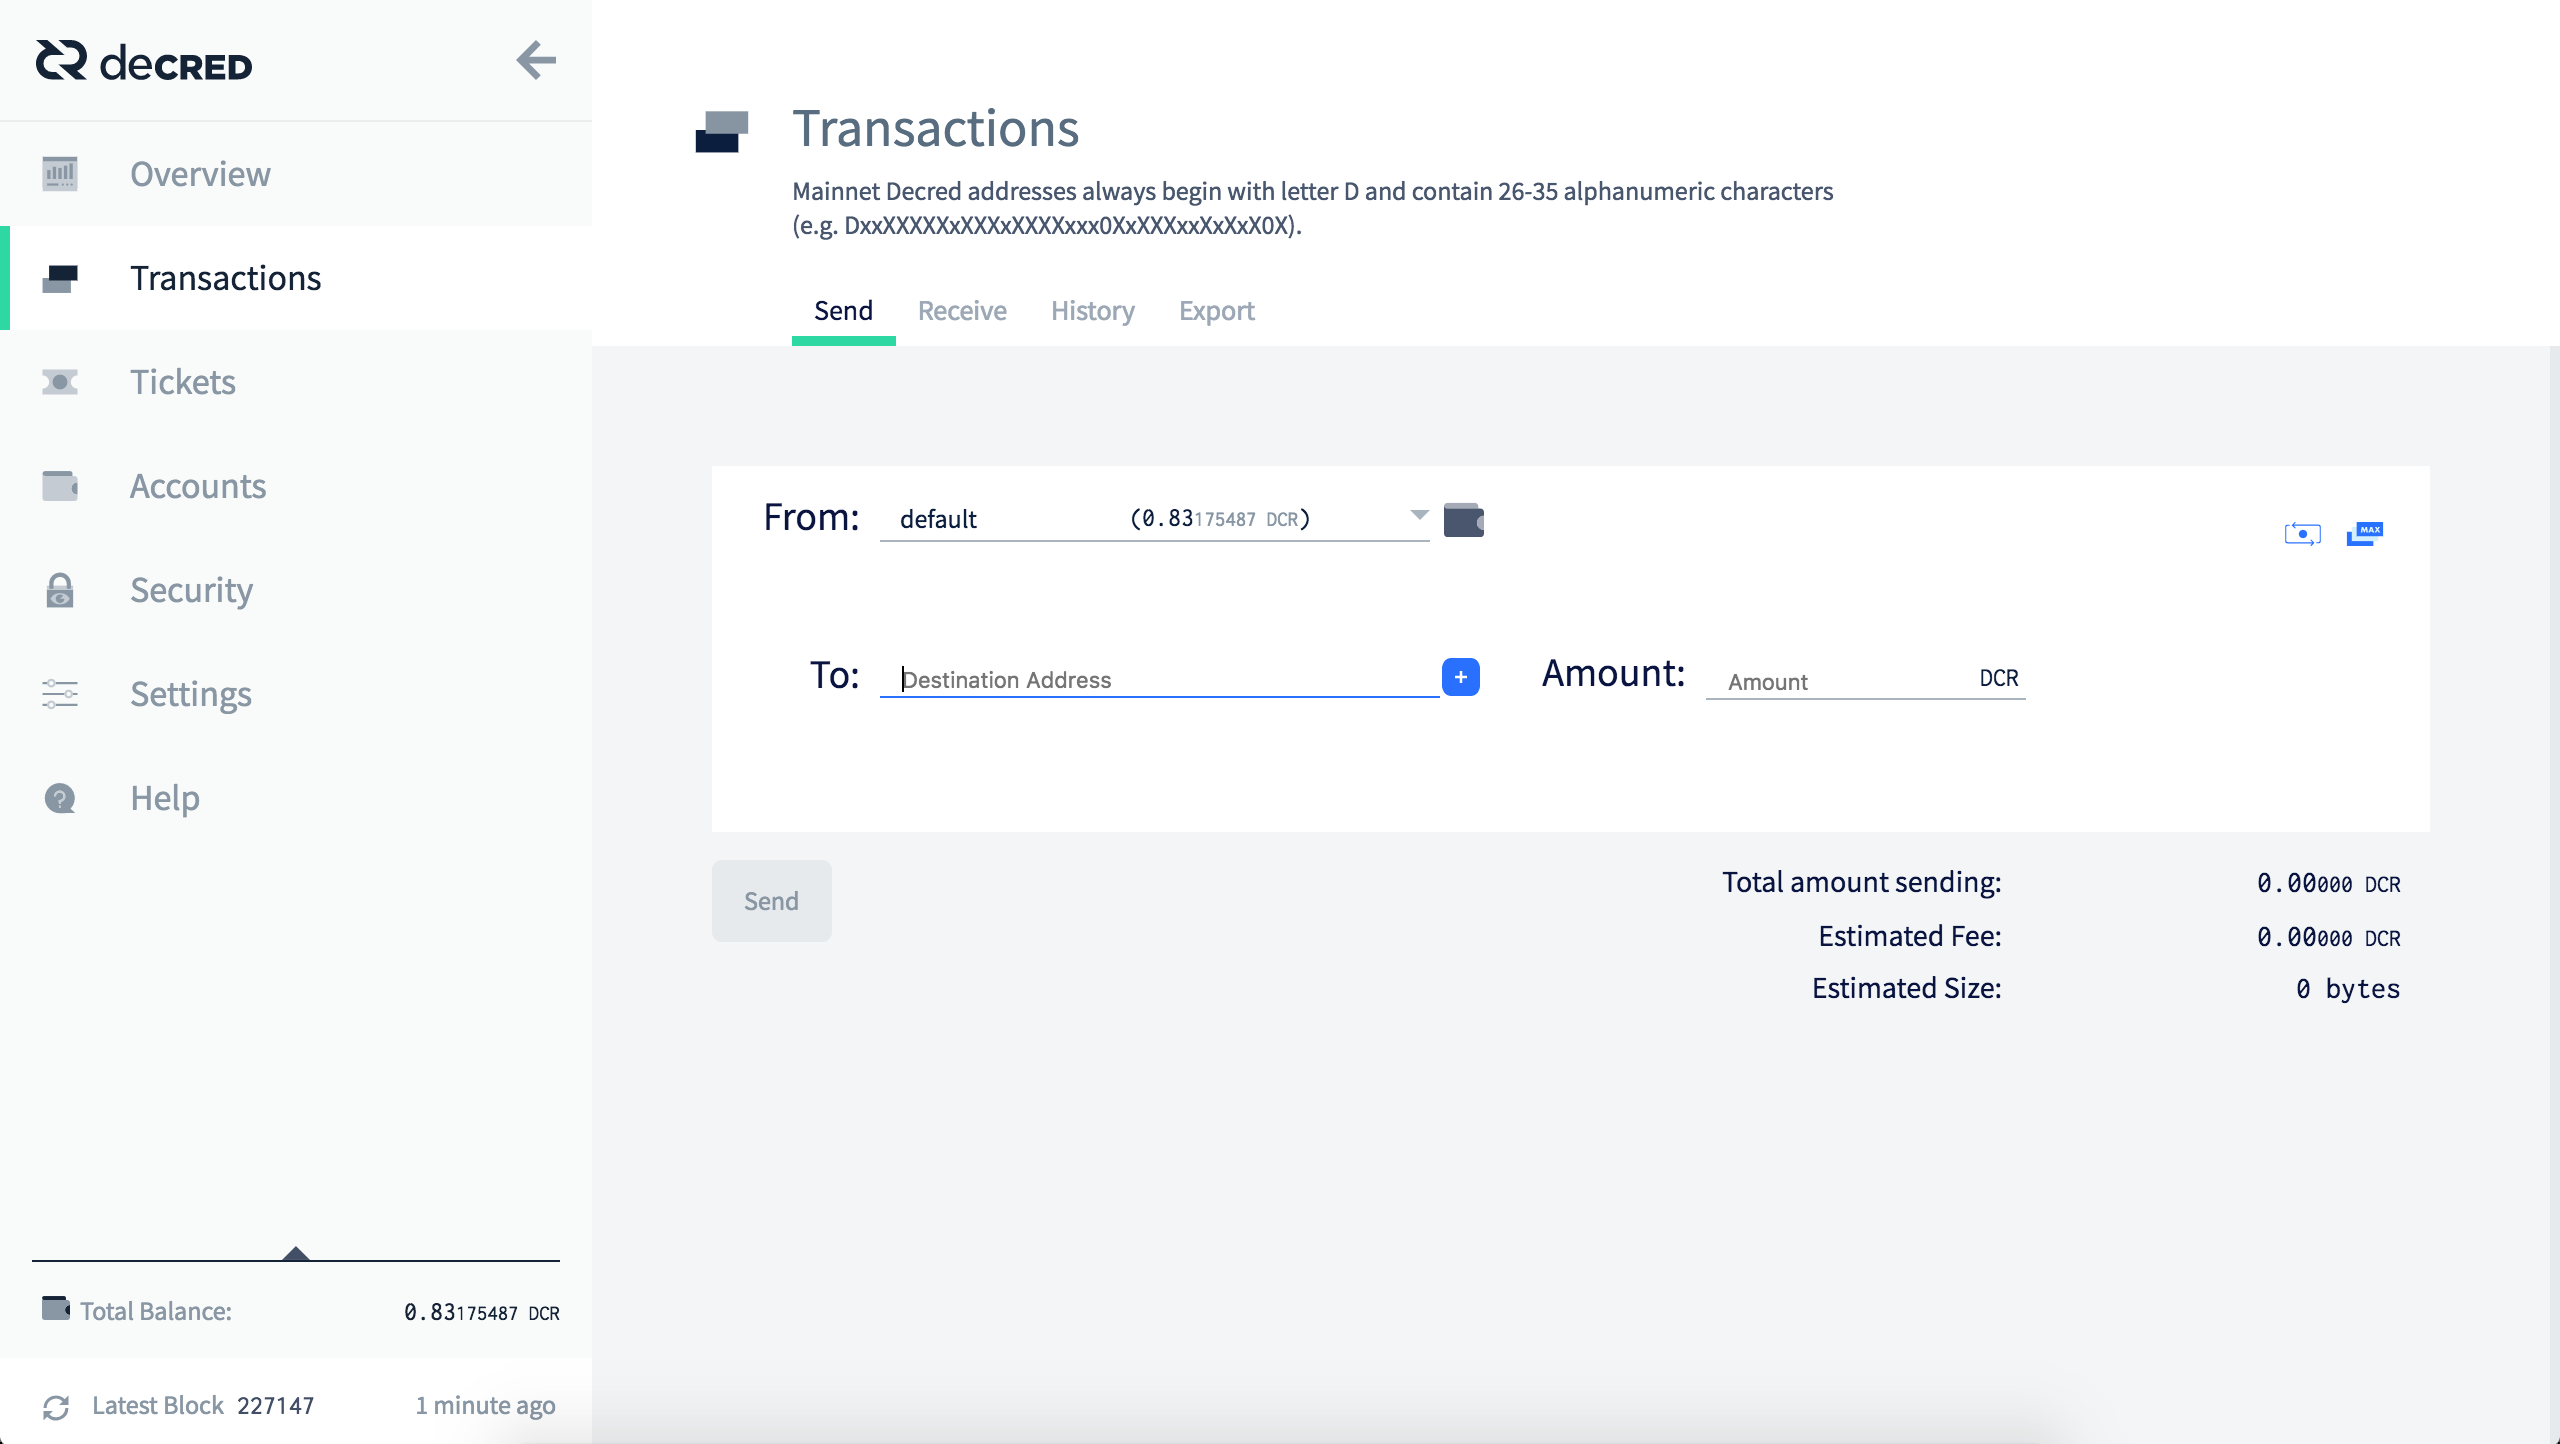 decred
Overview
Transactions
Tickets
Accounts
Security
Settings
Help
Total Balance: 0.83175487 DCR
Latest Block 227147 1 minute ago
Transactions
Mainnet Decred addresses always begin with letter D and contain 26-35 alphanumeric characters
(e.g. DxxXXXXXxXXXxXXXXxxx0XxXXXxxXxXxX0X).
Send Receive History Export
From: default (0.83175487 DCR)
MAX
To: Destination Address + Amount: Amount DCR
Send
Total amount sending: 0.00000 DCR
Estimated Fee: 0.00000 DCR
Estimated Size: 0 bytes